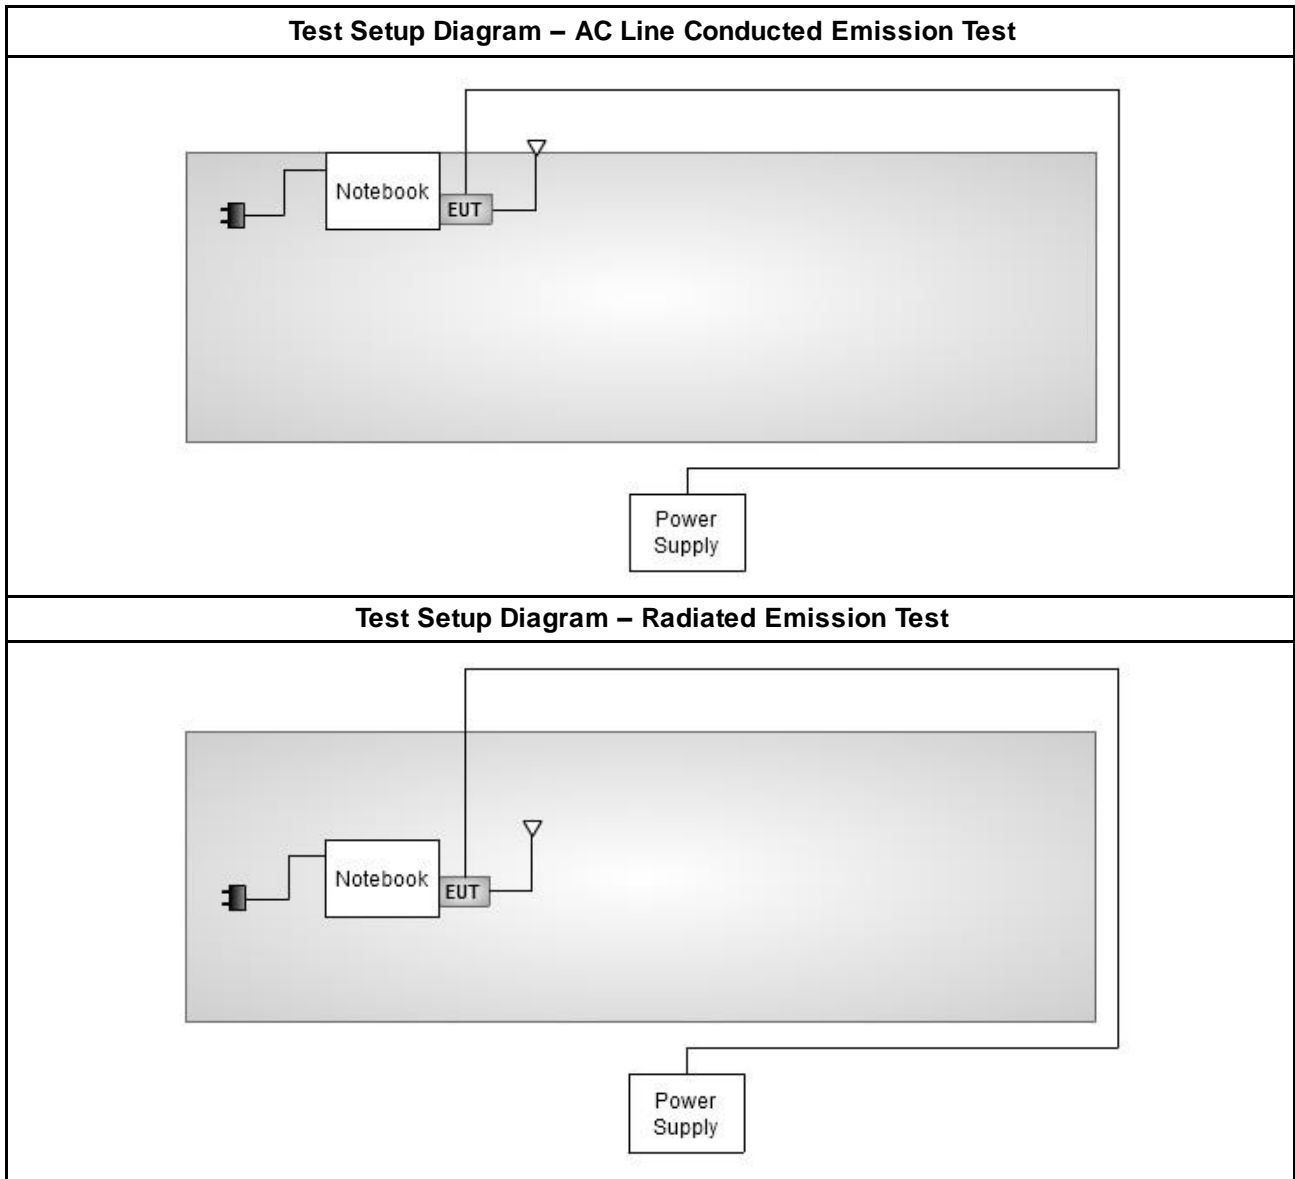 Test Setup Diagram – AC Line Conducted Emission Test
Notebook
EUT
Power
Supply
Test Setup Diagram – Radiated Emission Test
Notebook
EUT
Power
Supply